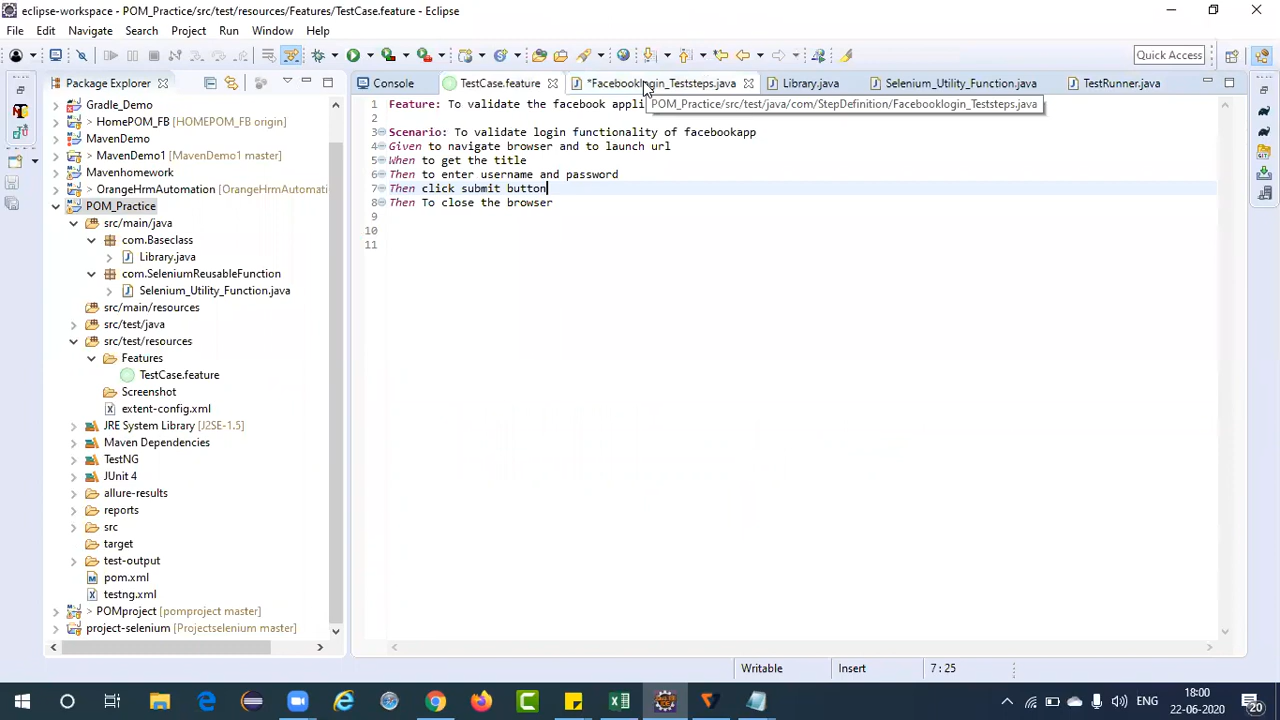 eclipse-workspace - POM_Practice/src/test/resources/Features/TestCase.feature - Eclipse
File Edit Navigate Search Project Run Window Help
Quick Access
Package Explorer
Console
TestCase.feature
*Facebooklogin_Teststeps.java
Library.java
Selenium_Utility_Function.java
TestRunner.java
POM_Practice/src/test/java/com/StepDefinition/Facebooklogin_Teststeps.java
Gradle_Demo
> HomePOM_FB [HOMEPOM_FB origin]
MavenDemo
> MavenDemo1 [MavenDemo1 master]
Mavenhomework
> OrangeHrmAutomation [OrangeHrmAutomation
POM_Practice
src/main/java
com.Baseclass
Library.java
com.SeleniumReusableFunction
Selenium_Utility_Function.java
src/main/resources
src/test/java
src/test/resources
Features
TestCase.feature
Screenshot
extent-config.xml
JRE System Library [J2SE-1.5]
Maven Dependencies
TestNG
JUnit 4
allure-results
reports
src
target
test-output
pom.xml
testng.xml
> POMproject [pomproject master]
project-selenium [Projectselenium master]
1 Feature: To validate the facebook appli
2
3 Scenario: To validate login functionality of facebookapp
4 Given to navigate browser and to launch url
5 When to get the title
6 Then to enter username and password
7 Then click submit button
8 Then To close the browser
9
10
11
Writable
Insert
7 : 25
ENG
18:00
22-06-2020
20